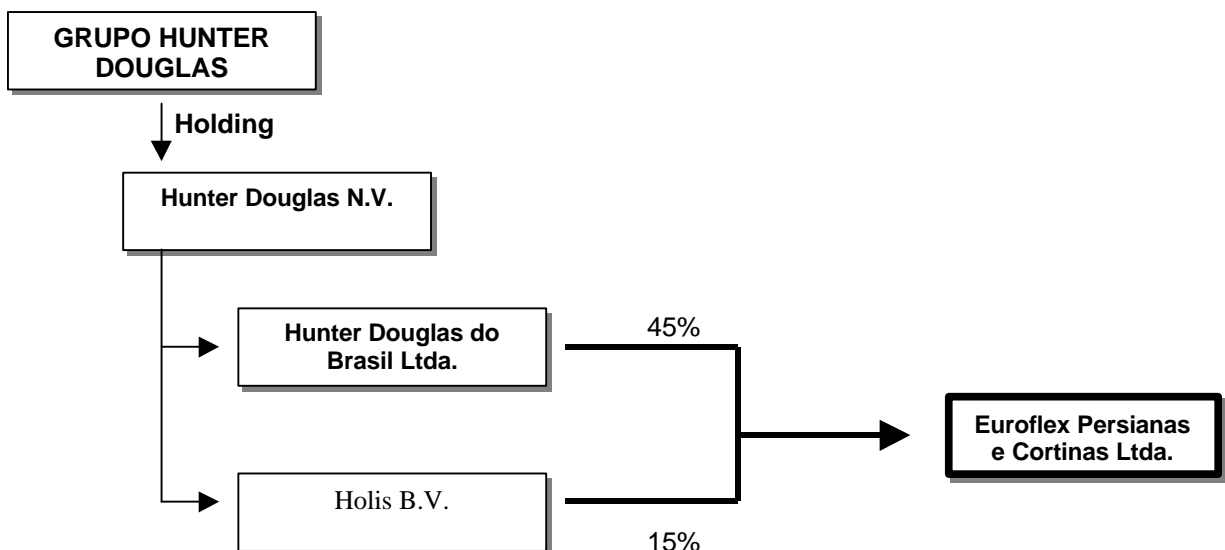 GRUPO HUNTER
DOUGLAS
Holding
Hunter Douglas N.V.
Hunter Douglas do
Brasil Ltda.
45%
Euroflex Persianas
e Cortinas Ltda.
Holis B.V.
15%